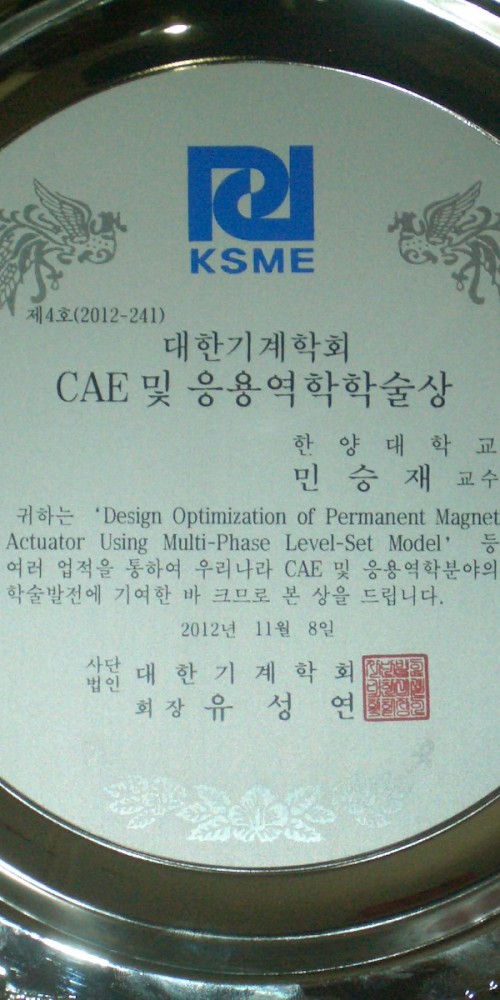 KSME
제4호(2012-241)
대한기계학회
CAE 및 응용역학학술상
한 양 대 학 교
민 승 재 교수
귀하는 ‘Design Optimization of Permanent Magnet
Actuator Using Multi-Phase Level-Set Model’ 등
여러 업적을 통하여 우리나라 CAE 및 응용역학분야의
학술발전에 기여한 바 크므로 본 상을 드립니다.
2012년 11월 8일
사단법인 대 한 기 계 학 회
회장 유 성 연